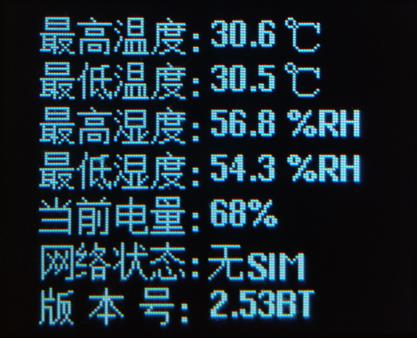 最高温度:30.6 ℃
最低温度:30.5 ℃
最高湿度:56.8 %RH
最低湿度:54.3 %RH
当前电量:68%
网络状态:无SIM
版 本 号:2.53BT